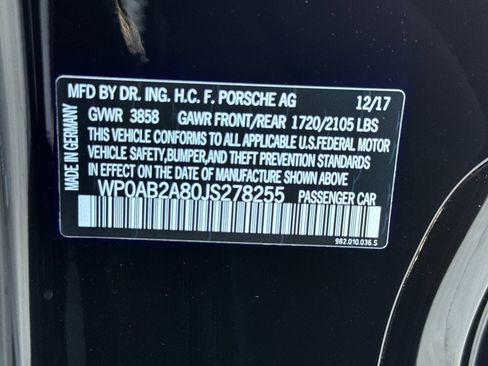 MFD BY DR. ING. H.C. F. PORSCHE AG 12/17
GVWR 3858 GAWR FRONT/REAR 1720/2105 LBS
THIS VEHICLE CONFORMS TO ALL APPLICABLE U.S.FEDERAL MOTOR
VEHICLE SAFETY,BUMPER,AND THEFT PREVENTION STANDARDS
IN EFFECT ON THE DATE OF MANUFACTURE SHOWN ABOVE
WP0AB2A80JS278255 PASSENGER CAR
MADE IN GERMANY
982.010.036.S